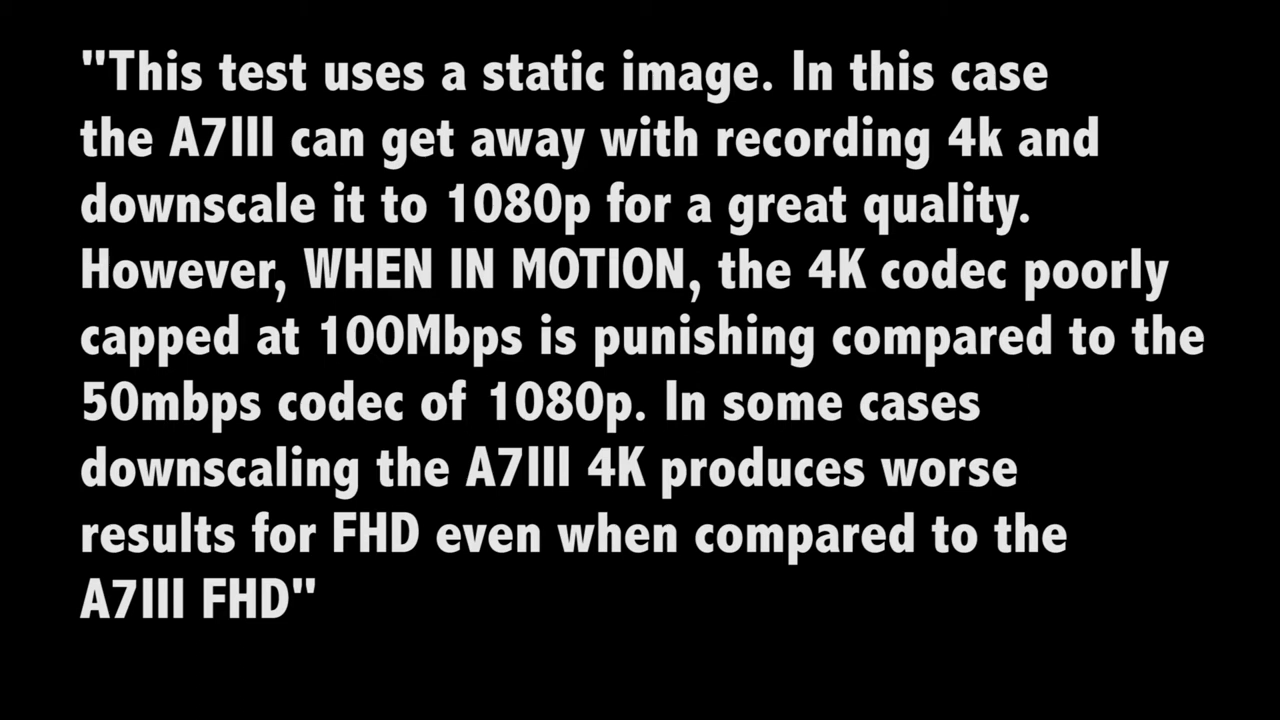 "This test uses a static image. In this case
the A7III can get away with recording 4k and
downscale it to 1080p for a great quality.
However, WHEN IN MOTION, the 4K codec poorly
capped at 100Mbps is punishing compared to the
50mbps codec of 1080p. In some cases
downscaling the A7III 4K produces worse
results for FHD even when compared to the
A7III FHD"